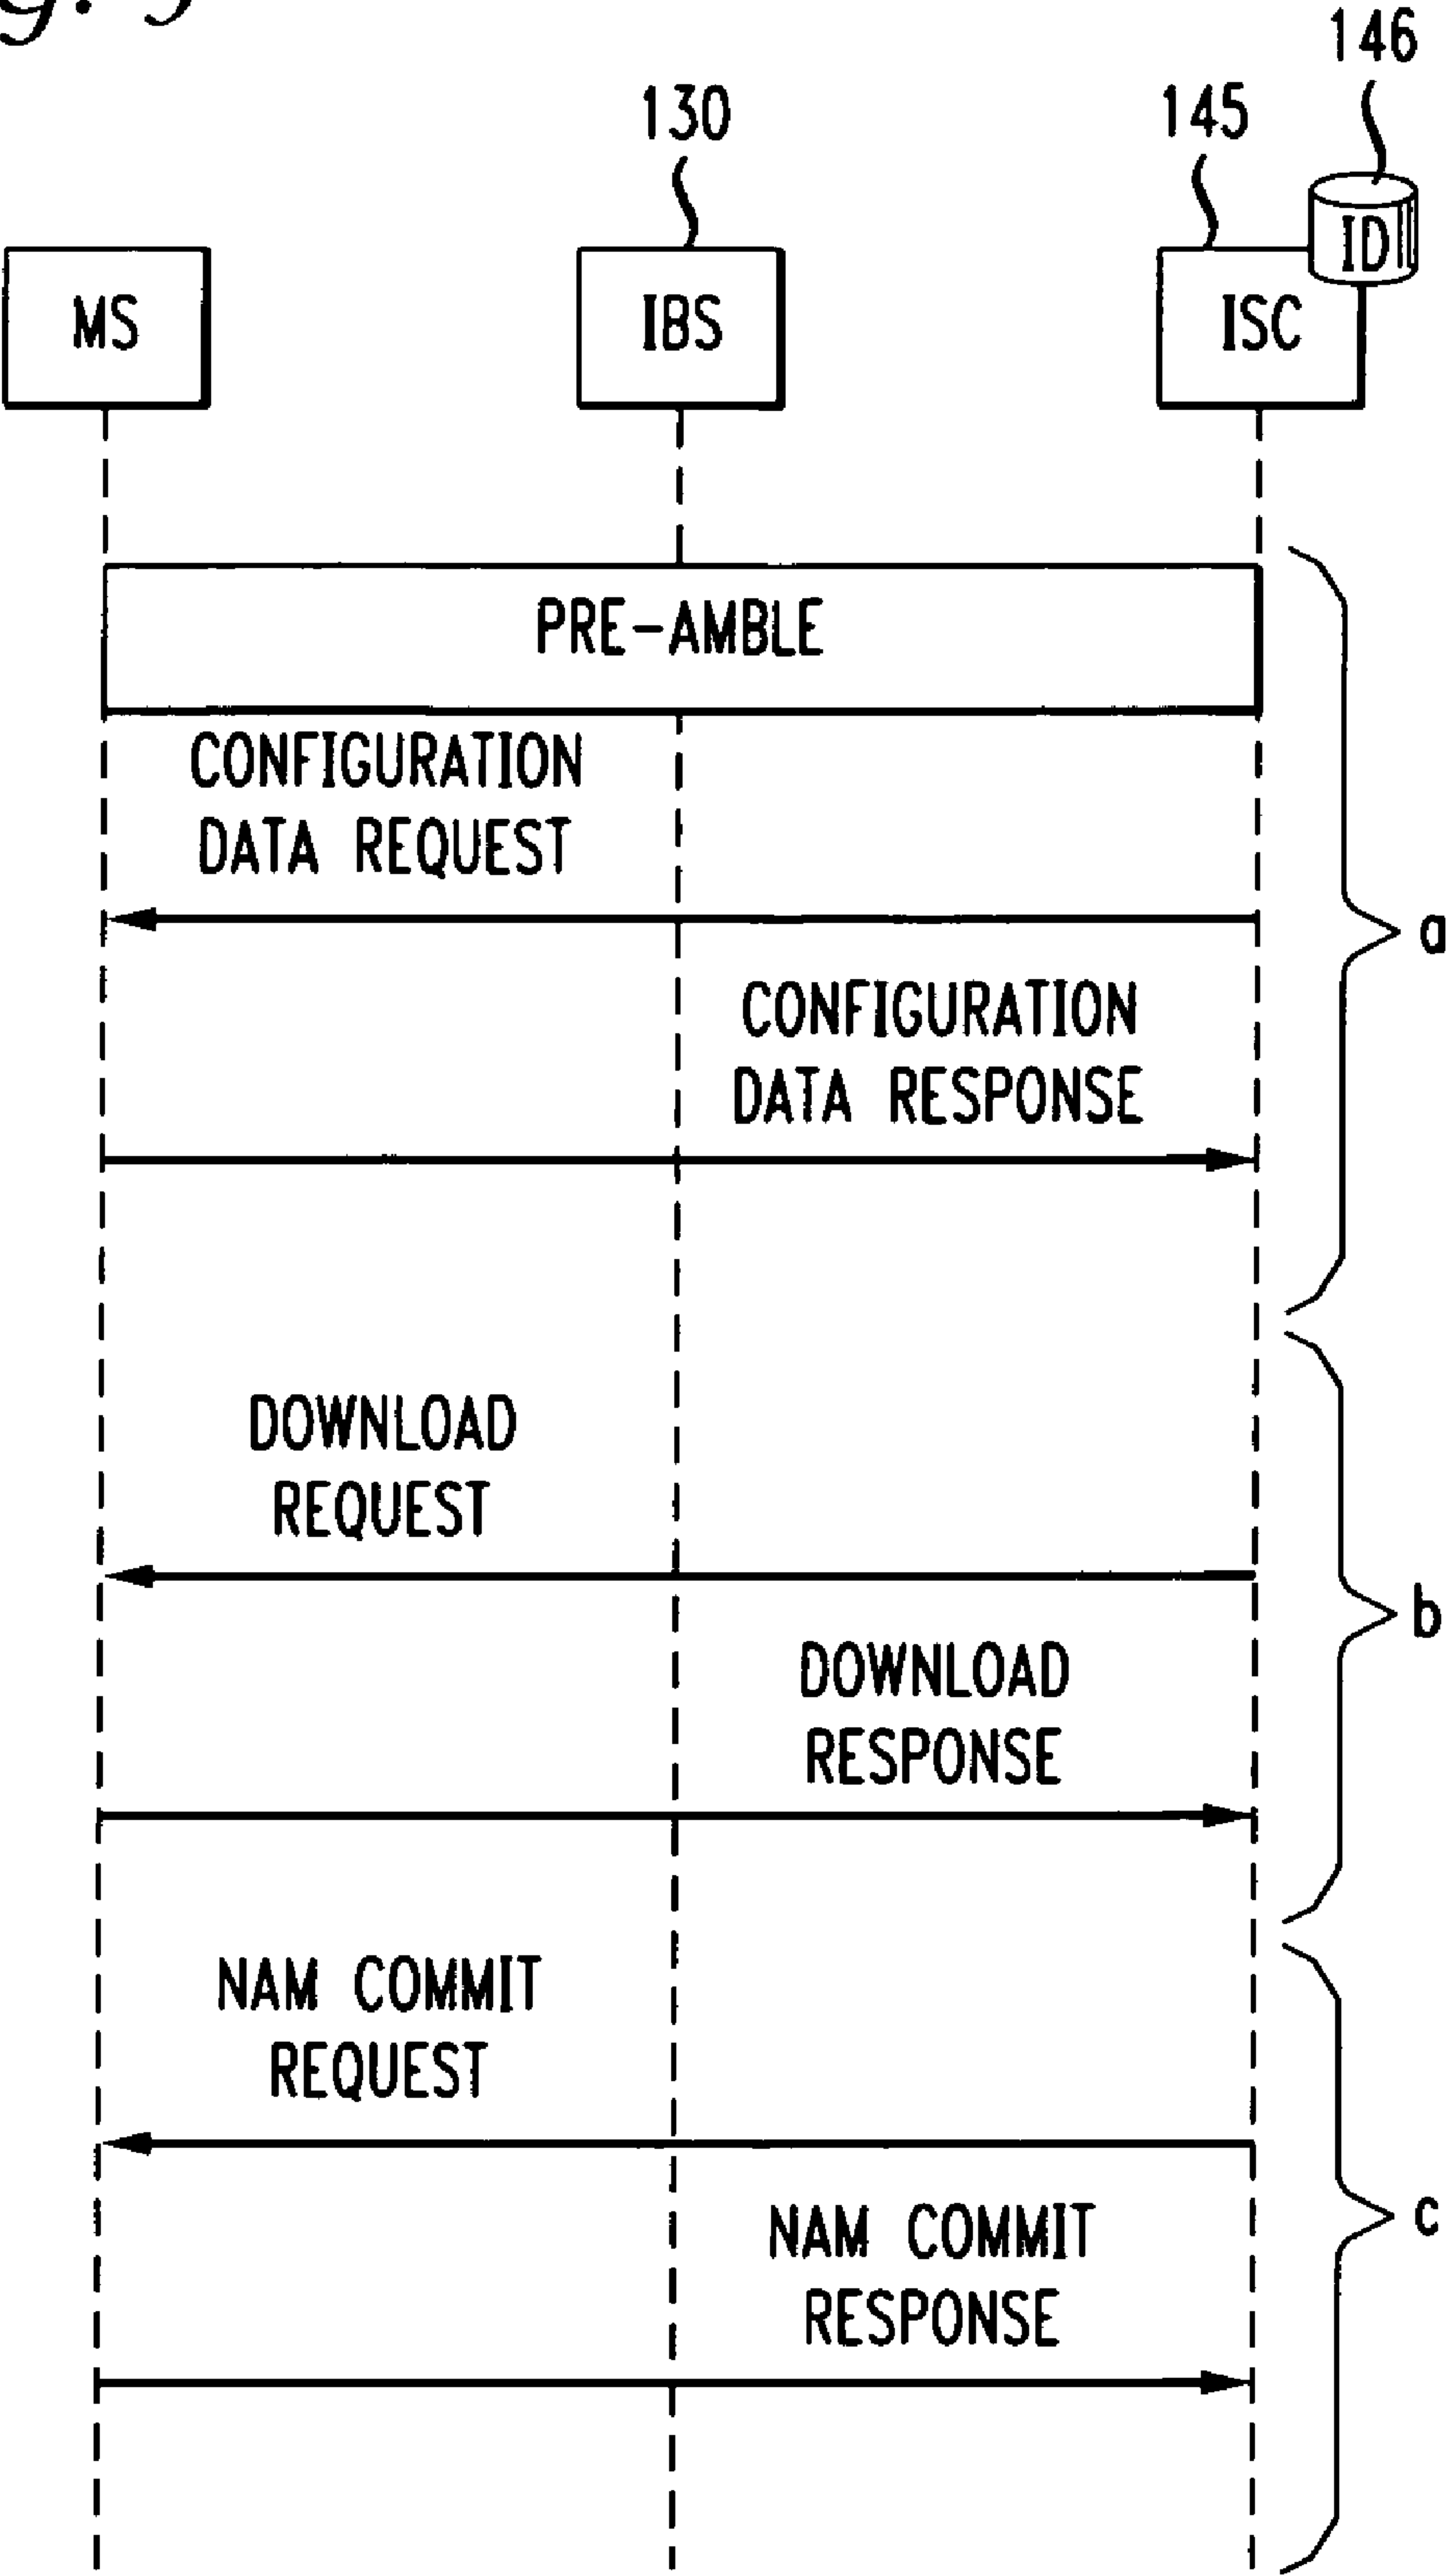 146
130
145
ID
MS
IBS
ISC
PRE-AMBLE
CONFIGURATION
DATA REQUEST
a
CONFIGURATION
DATA RESPONSE
DOWNLOAD
REQUEST
b
DOWNLOAD
RESPONSE
NAM COMMIT
REQUEST
c
NAM COMMIT
RESPONSE